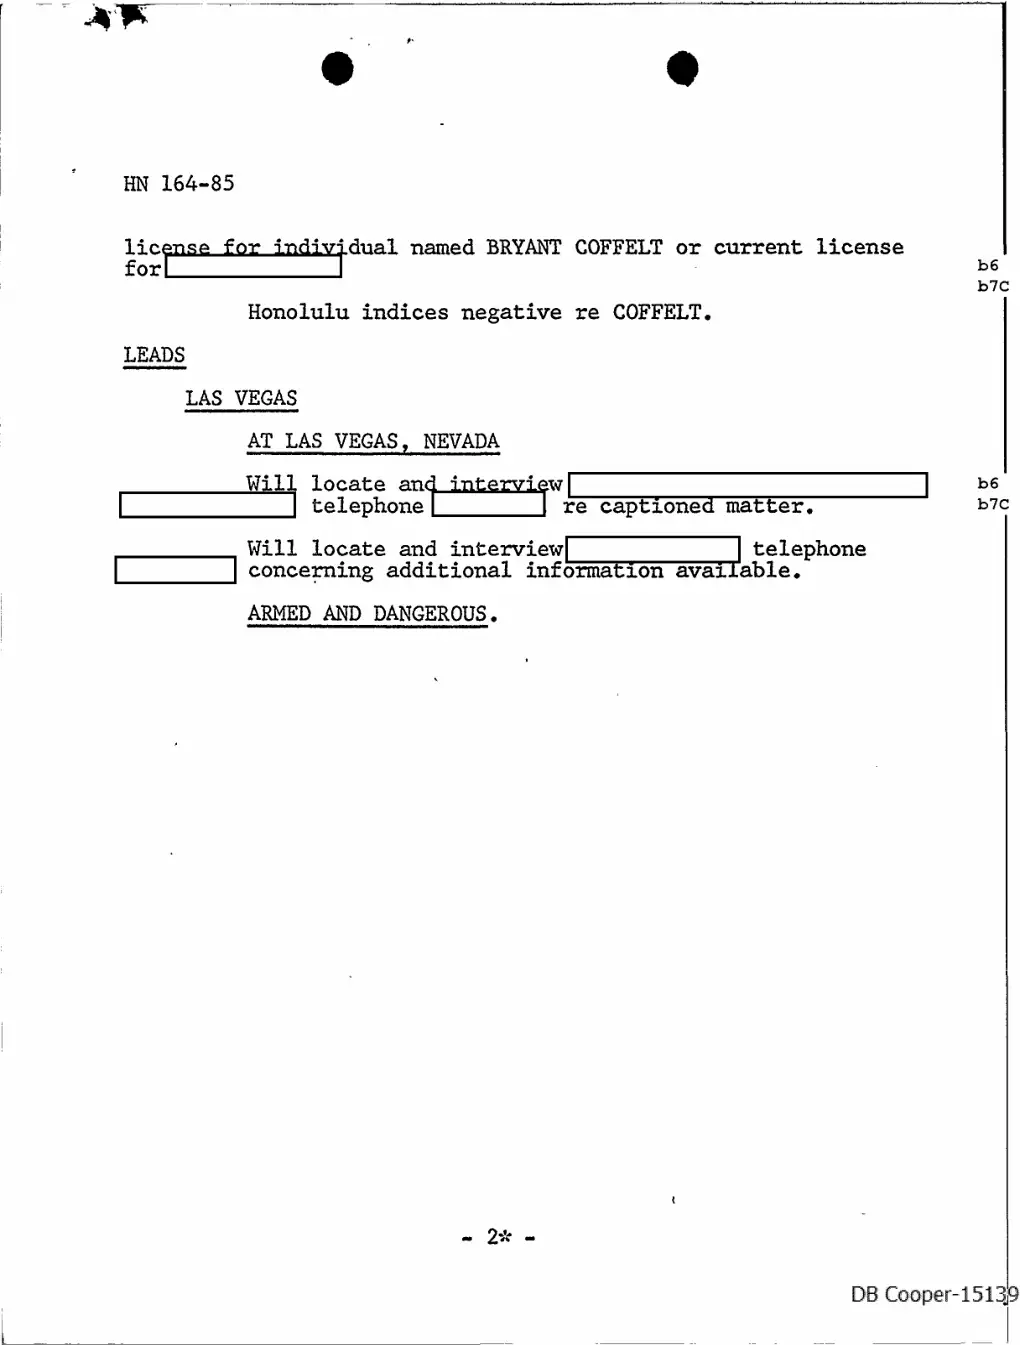 HN 164-85
license for individual named BRYANT COFFELT or current license
for
b6
b7C
Honolulu indices negative re COFFELT.
LEADS
LAS VEGAS
AT LAS VEGAS, NEVADA
Will locate and interview
b6
telephone re captioned matter.
b7C
Will locate and interview telephone
concerning additional information available.
ARMED AND DANGEROUS.
- 2* -
DB Cooper-15139